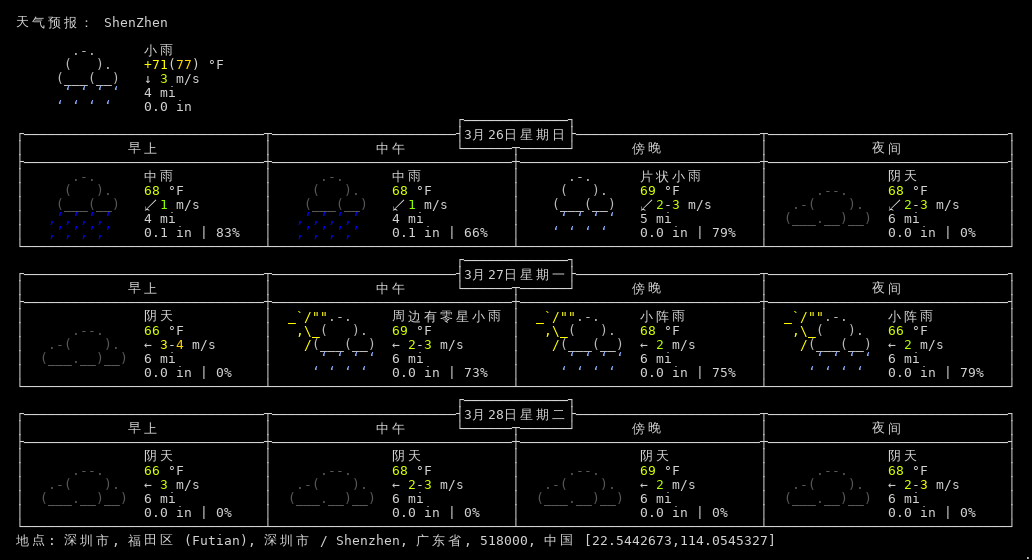 天气预报： ShenZhen
小雨
+71(77) °F
↓ 3 m/s
4 mi
0.0 in
3月26日星期日
早上 中午 傍晚 夜间
中雨 中雨 片状小雨 阴天
68 °F 68 °F 69 °F 68 °F
↙ 1 m/s ↙ 1 m/s ↙ 2-3 m/s ↙ 2-3 m/s
4 mi 4 mi 5 mi 6 mi
0.1 in | 83% 0.1 in | 66% 0.0 in | 79% 0.0 in | 0%
3月27日星期一
早上 中午 傍晚 夜间
阴天 周边有零星小雨 小阵雨 小阵雨
66 °F 69 °F 68 °F 66 °F
← 3-4 m/s ← 2-3 m/s ← 2 m/s ← 2 m/s
6 mi 6 mi 6 mi 6 mi
0.0 in | 0% 0.0 in | 73% 0.0 in | 75% 0.0 in | 79%
3月28日星期二
早上 中午 傍晚 夜间
阴天 阴天 阴天 阴天
66 °F 68 °F 69 °F 68 °F
← 3 m/s ← 2-3 m/s ← 2 m/s ← 2-3 m/s
6 mi 6 mi 6 mi 6 mi
0.0 in | 0% 0.0 in | 0% 0.0 in | 0% 0.0 in | 0%
地点: 深圳市, 福田区 (Futian), 深圳市 / Shenzhen, 广东省, 518000, 中国 [22.5442673,114.0545327]